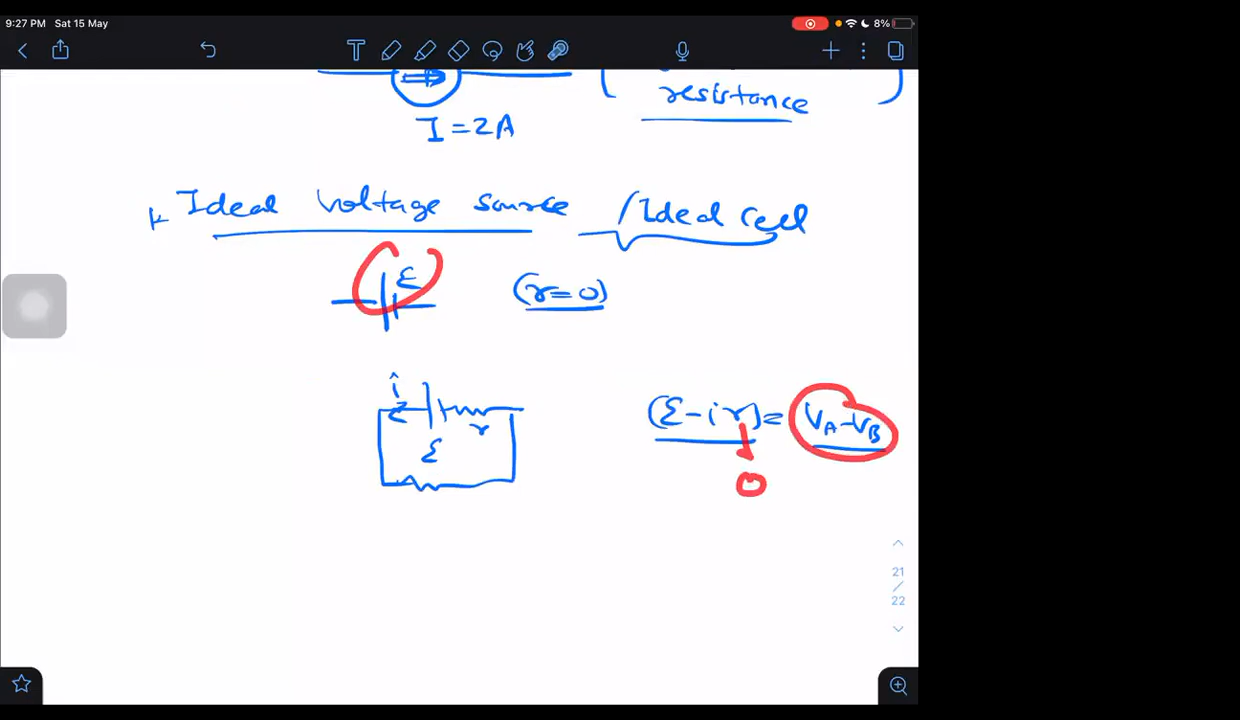 9:27 PM Sat 15 May 8%
T
resistance
I = 2A
Ideal voltage source / Ideal cell
ε (r=0)
i
(ε - i r) = VA - VB
r
ε
0
21
/
22